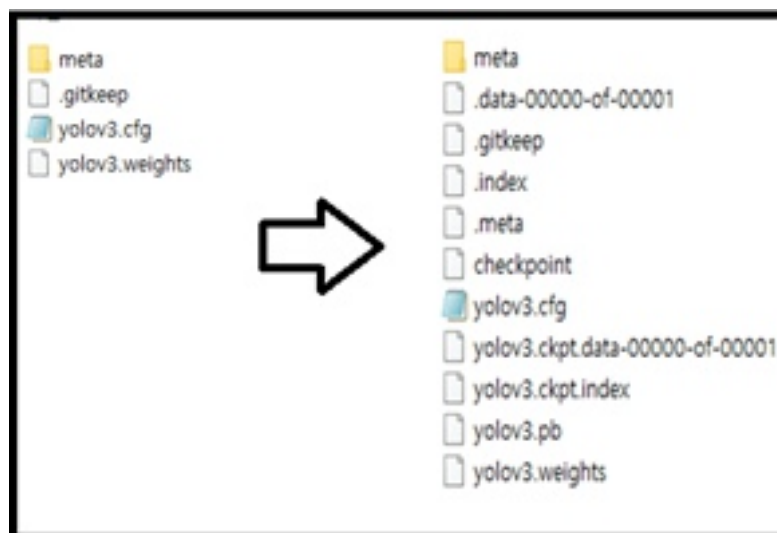 meta
.gitkeep
yolov3.cfg
yolov3.weights
meta
.data-00000-of-00001
.gitkeep
.index
.meta
checkpoint
yolov3.cfg
yolov3.ckpt.data-00000-of-00001
yolov3.ckpt.index
yolov3.pb
yolov3.weights